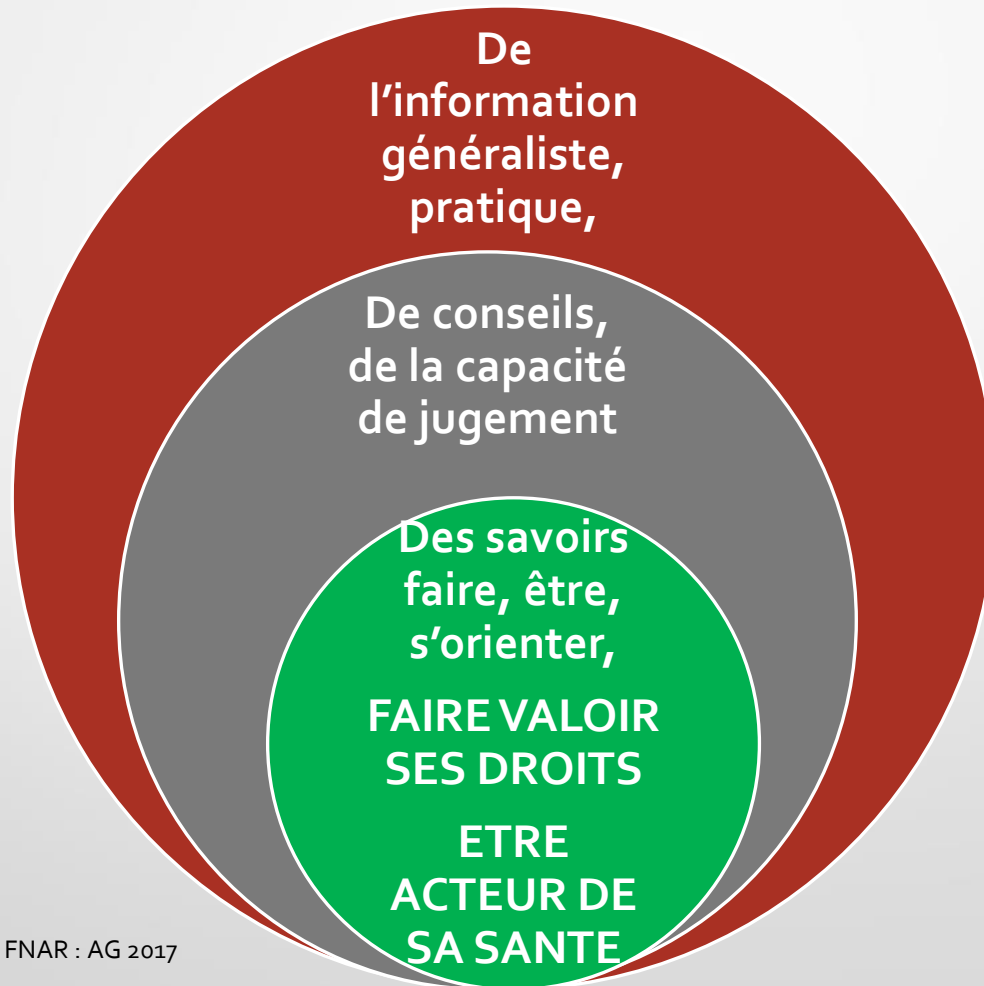 De
l’information
généraliste,
pratique,
De conseils,
de la capacité
de jugement
Des savoirs
faire, être,
s’orienter,
FAIRE VALOIR
SES DROITS
ETRE
ACTEUR DE
SA SANTE
FNAR : AG 2017